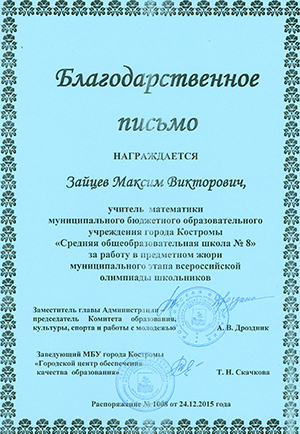 Благодарственное
письмо
НАГРАЖДАЕТСЯ
Зайцев Максим Викторович,
учитель математики
муниципального бюджетного образовательного
учреждения города Костромы
«Средняя общеобразовательная школа № 8»
за работу в предметном жюри
муниципального этапа всероссийской
олимпиады школьников
Заместитель главы Администрации –
председатель Комитета образования,
культуры, спорта и работы с молодежью А. В. Дроздник
Заведующий МБУ города Костромы
«Городской центр обеспечения
качества образования» Т. Н. Скачкова
Распоряжение № 1008 от 24.12.2015 года